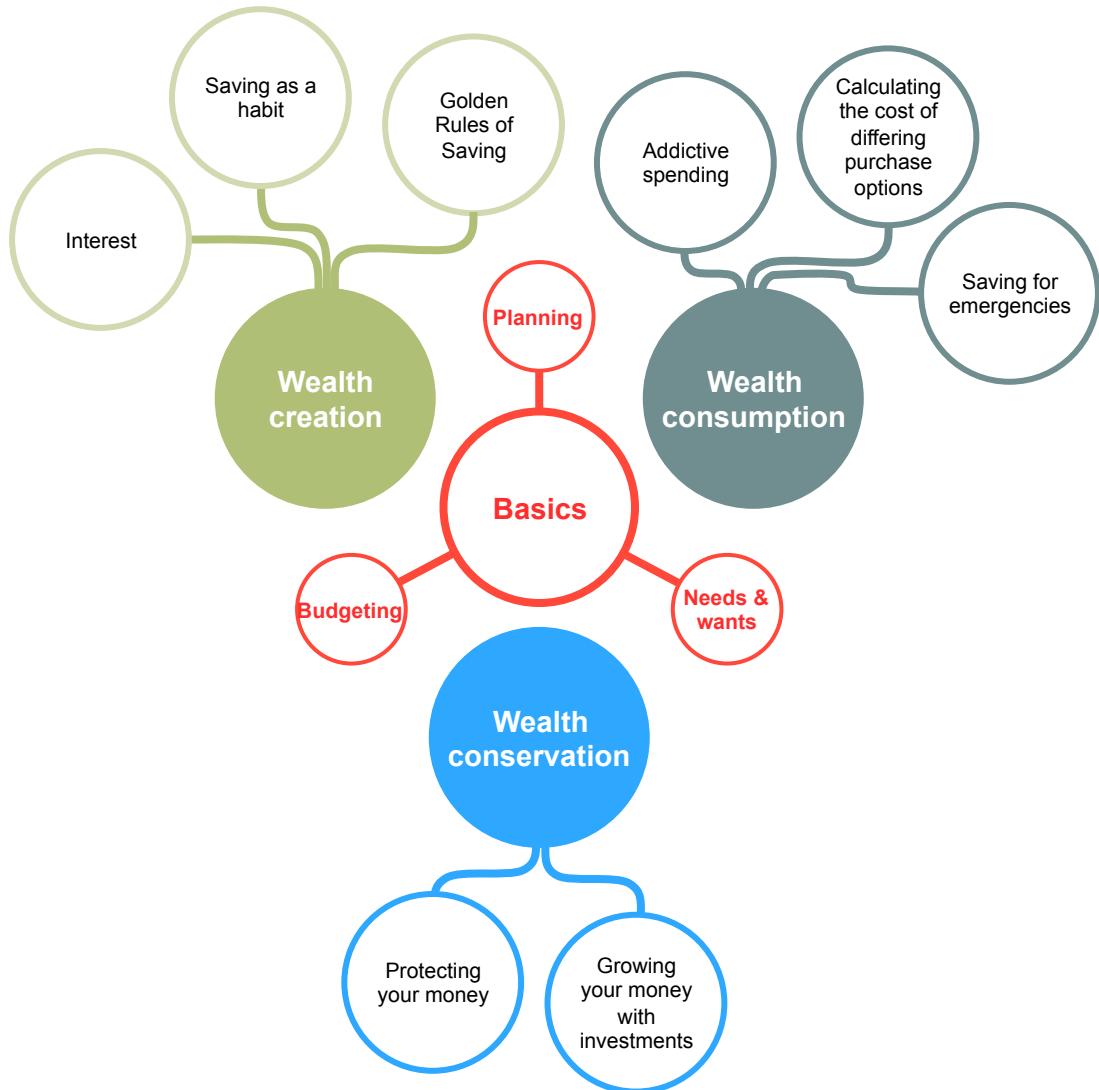 Saving as a
habit
Golden
Rules of
Saving
Interest
Wealth
creation
Addictive
spending
Calculating
the cost of
differing
purchase
options
Saving for
emergencies
Wealth
consumption
Planning
Basics
Budgeting
Needs &
wants
Wealth
conservation
Protecting
your money
Growing
your money
with
investments